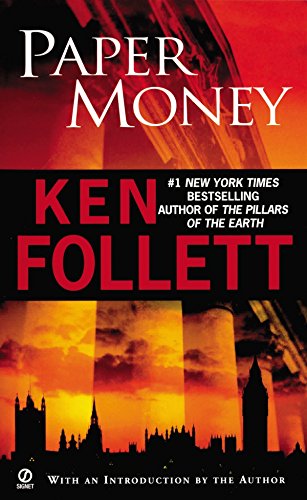 PAPER
MONEY
#1 NEW YORK TIMES
BESTSELLING
AUTHOR OF THE PILLARS
OF THE EARTH
KEN
FOLLETT
SIGNET
WITH AN INTRODUCTION BY THE AUTHOR